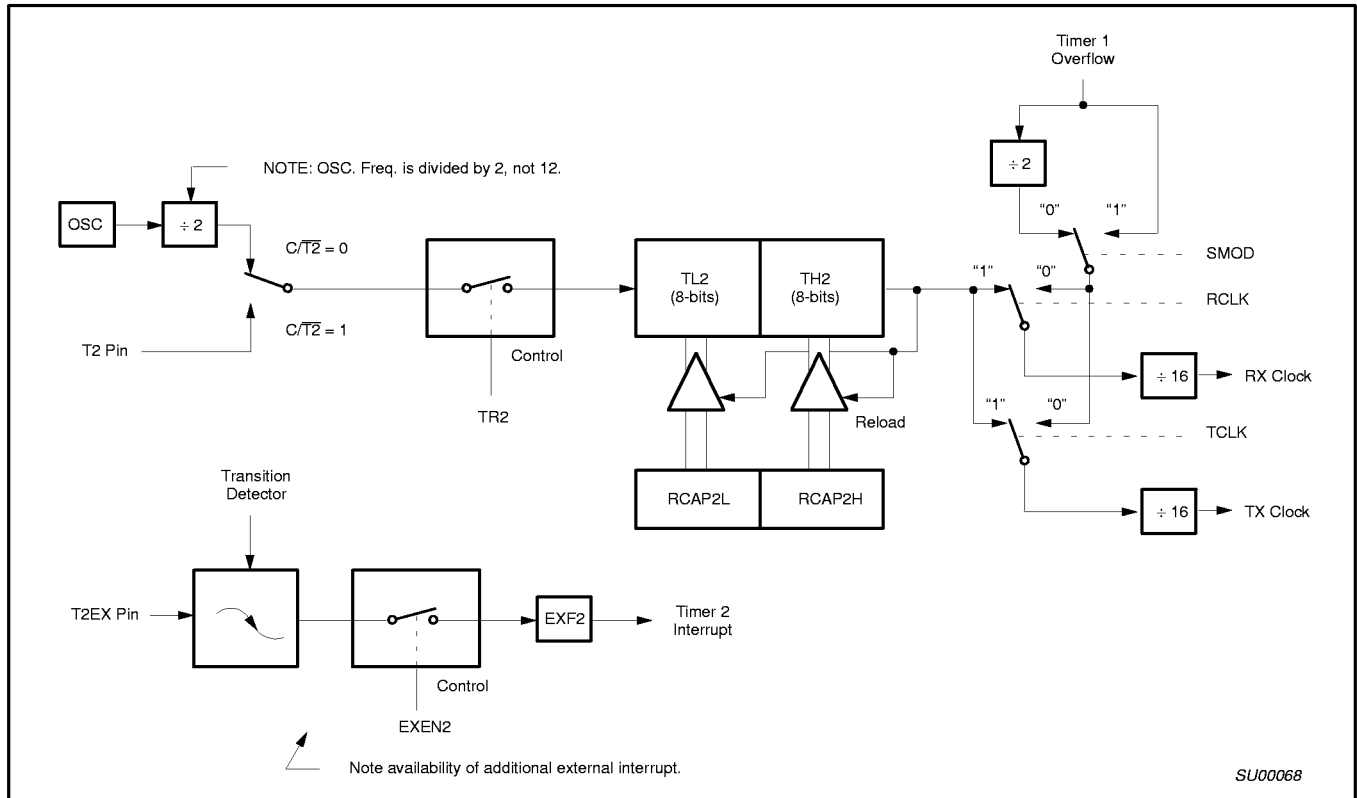 Timer 1
Overflow
÷ 2
NOTE: OSC. Freq. is divided by 2, not 12.
“0”
“1”
OSC
÷ 2
C/T2 = 0
SMOD
TL2
(8-bits)
TH2
(8-bits)
“1”
“0”
RCLK
C/T2 = 1
T2 Pin
Control
÷ 16
RX Clock
TR2
Reload
“1”
“0”
TCLK
Transition
Detector
RCAP2L
RCAP2H
÷ 16
TX Clock
T2EX Pin
EXF2
Timer 2
Interrupt
Control
EXEN2
Note availability of additional external interrupt.
SU00068